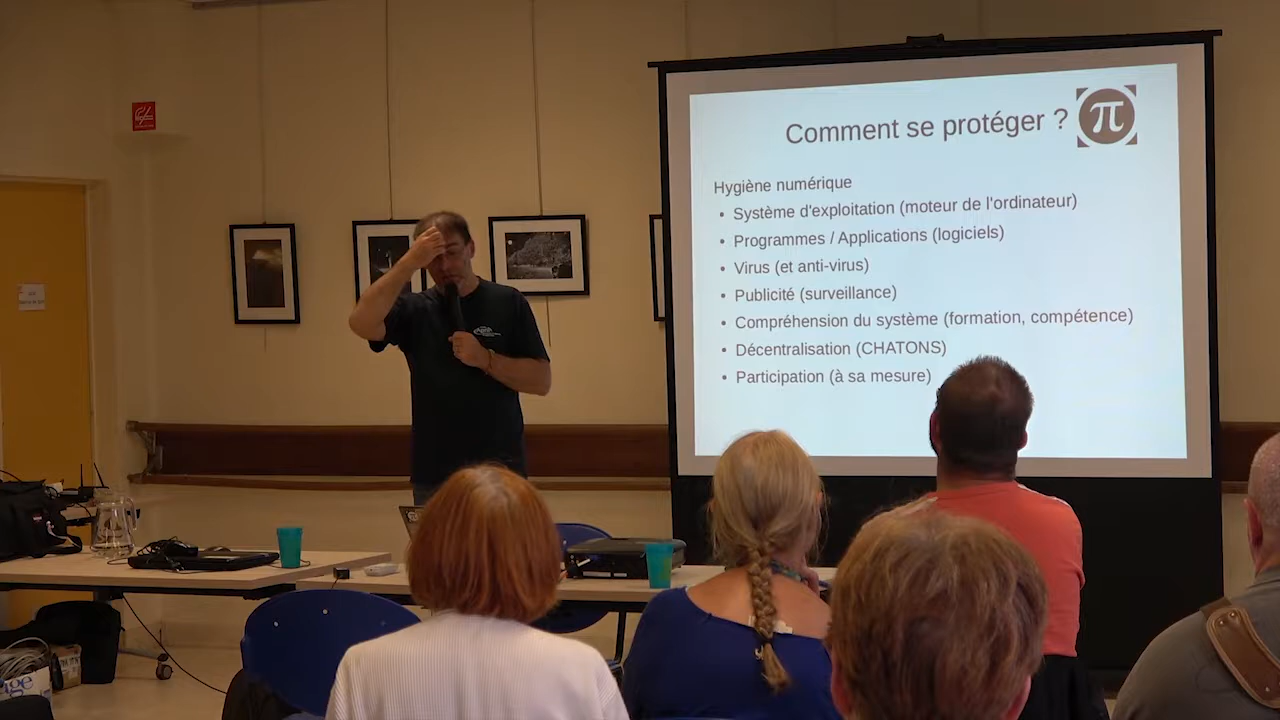 Comment se protéger ?
π
Hygiène numérique
• Système d'exploitation (moteur de l'ordinateur)
• Programmes / Applications (logiciels)
• Virus (et anti-virus)
• Publicité (surveillance)
• Compréhension du système (formation, compétence)
• Décentralisation (CHATONS)
• Participation (à sa mesure)